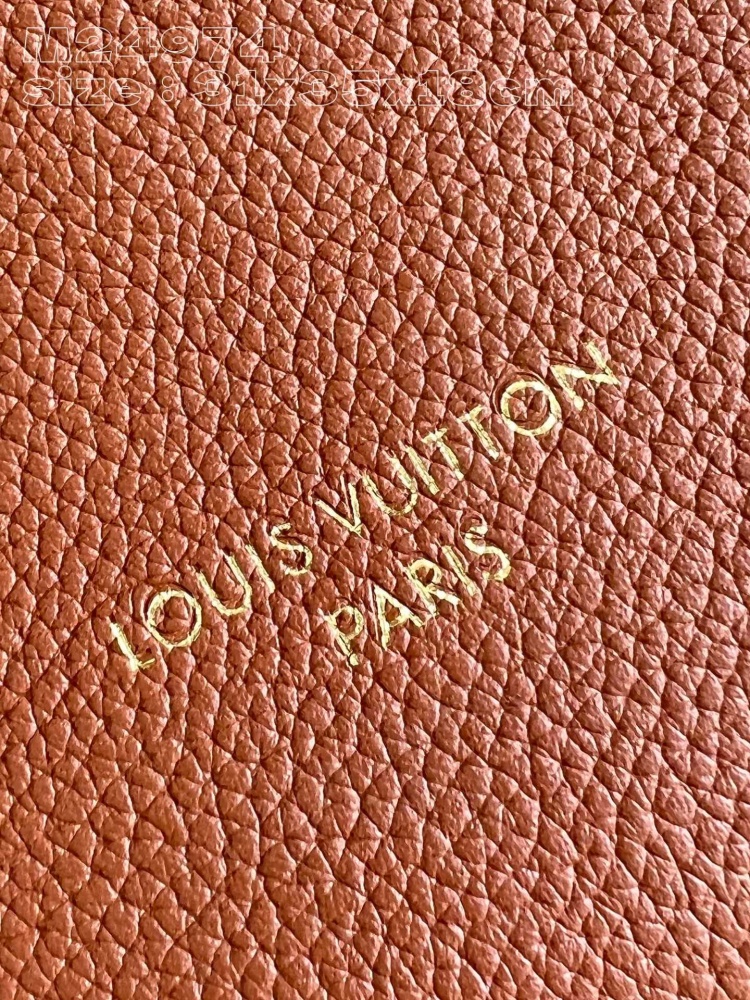 M24974
size : 31x35x18cm
LOUIS VUITTON
PARIS